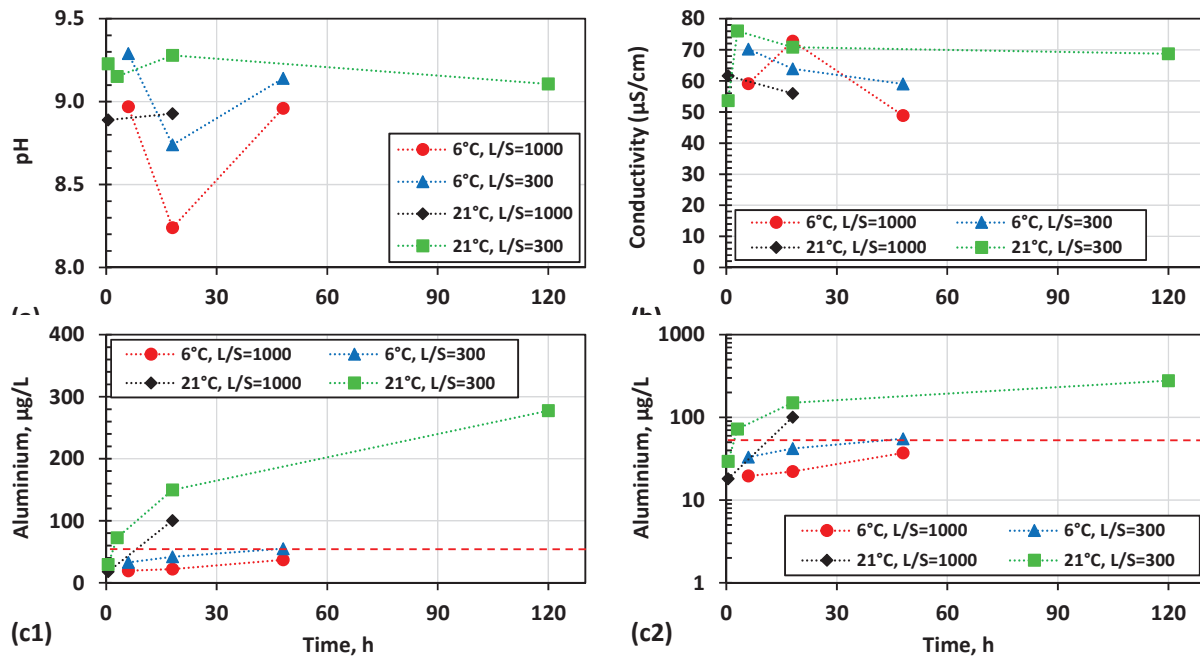 9.5
9.0
8.5
8.0
pH
0 30 60 90 120
6°C, L/S=1000
6°C, L/S=300
21°C, L/S=1000
21°C, L/S=300
80
70
60
50
40
30
20
10
0
Conductivity (µS/cm)
0 30 60 90 120
6°C, L/S=1000 6°C, L/S=300
21°C, L/S=1000 21°C, L/S=300
400
300
200
100
0
Aluminium, µg/L
6°C, L/S=1000 6°C, L/S=300
21°C, L/S=1000 21°C, L/S=300
0 30 60 90 120
(c1)
Time, h
1000
100
10
1
Aluminium, µg/L
6°C, L/S=1000 6°C, L/S=300
21°C, L/S=1000 21°C, L/S=300
0 30 60 90 120
(c2)
Time, h